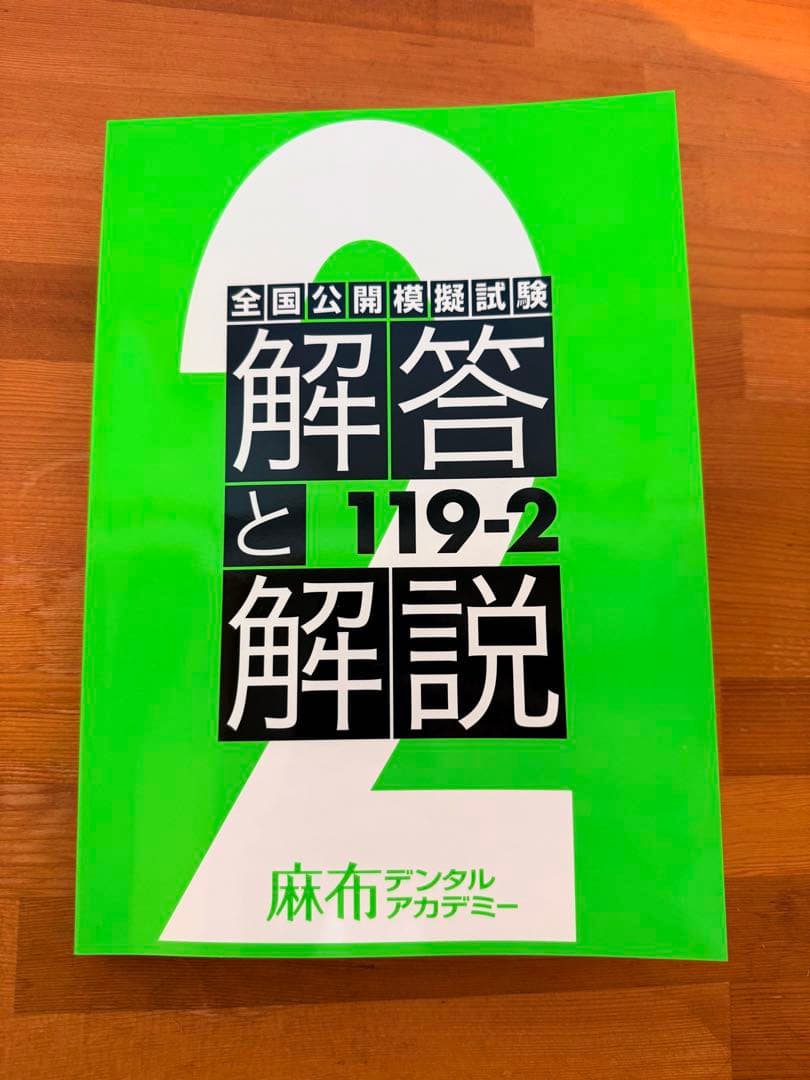 全国公開模擬試験
解答
と 119-2
解説
麻布デンタル
アカデミー
2